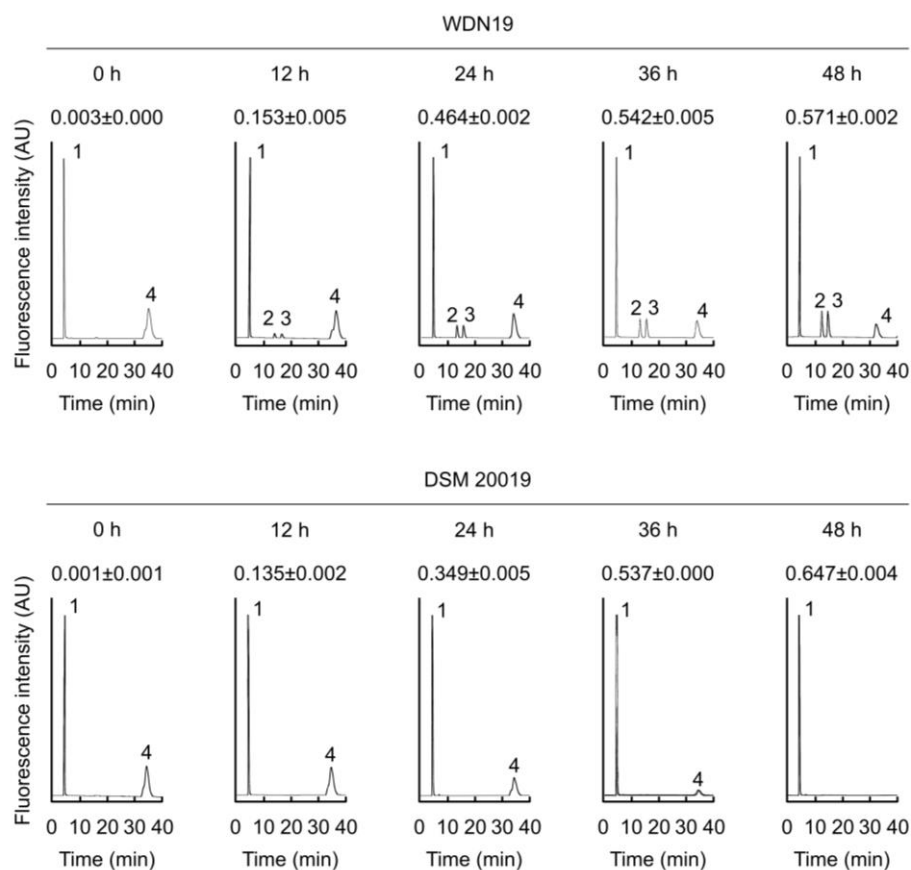 WDN19
0 h 12 h 24 h 36 h 48 h
0.003±0.000 0.153±0.005 0.464±0.002 0.542±0.005 0.571±0.002
Fluorescence intensity (AU)
1 1 1 1 1
4 2 3 4 2 3 4 2 3 4 2 3 4
0 10 20 30 40 0 10 20 30 40 0 10 20 30 40 0 10 20 30 40 0 10 20 30 40
Time (min) Time (min) Time (min) Time (min) Time (min)
DSM 20019
0 h 12 h 24 h 36 h 48 h
0.001±0.001 0.135±0.002 0.349±0.005 0.537±0.000 0.647±0.004
Fluorescence intensity (AU)
1 1 1 1 1
4 4 4 4
0 10 20 30 40 0 10 20 30 40 0 10 20 30 40 0 10 20 30 40 0 10 20 30 40
Time (min) Time (min) Time (min) Time (min) Time (min)